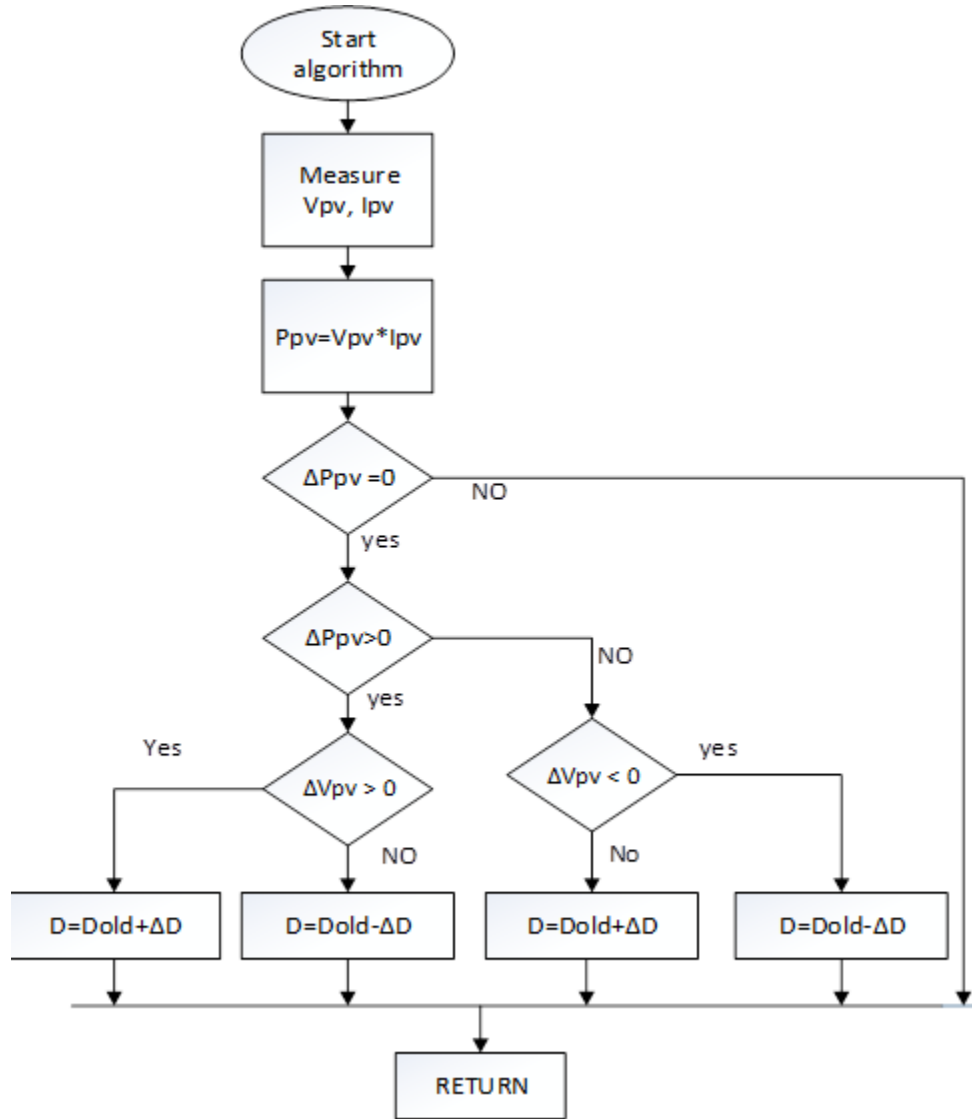 Start
algorithm
Measure
Vpv, Ipv
Ppv=Vpv*Ipv
ΔPpv =0
NO
yes
ΔPpv>0
NO
yes
Yes
ΔVpv > 0
ΔVpv < 0
yes
NO
No
D=Dold+ΔD
D=Dold-ΔD
D=Dold+ΔD
D=Dold-ΔD
RETURN